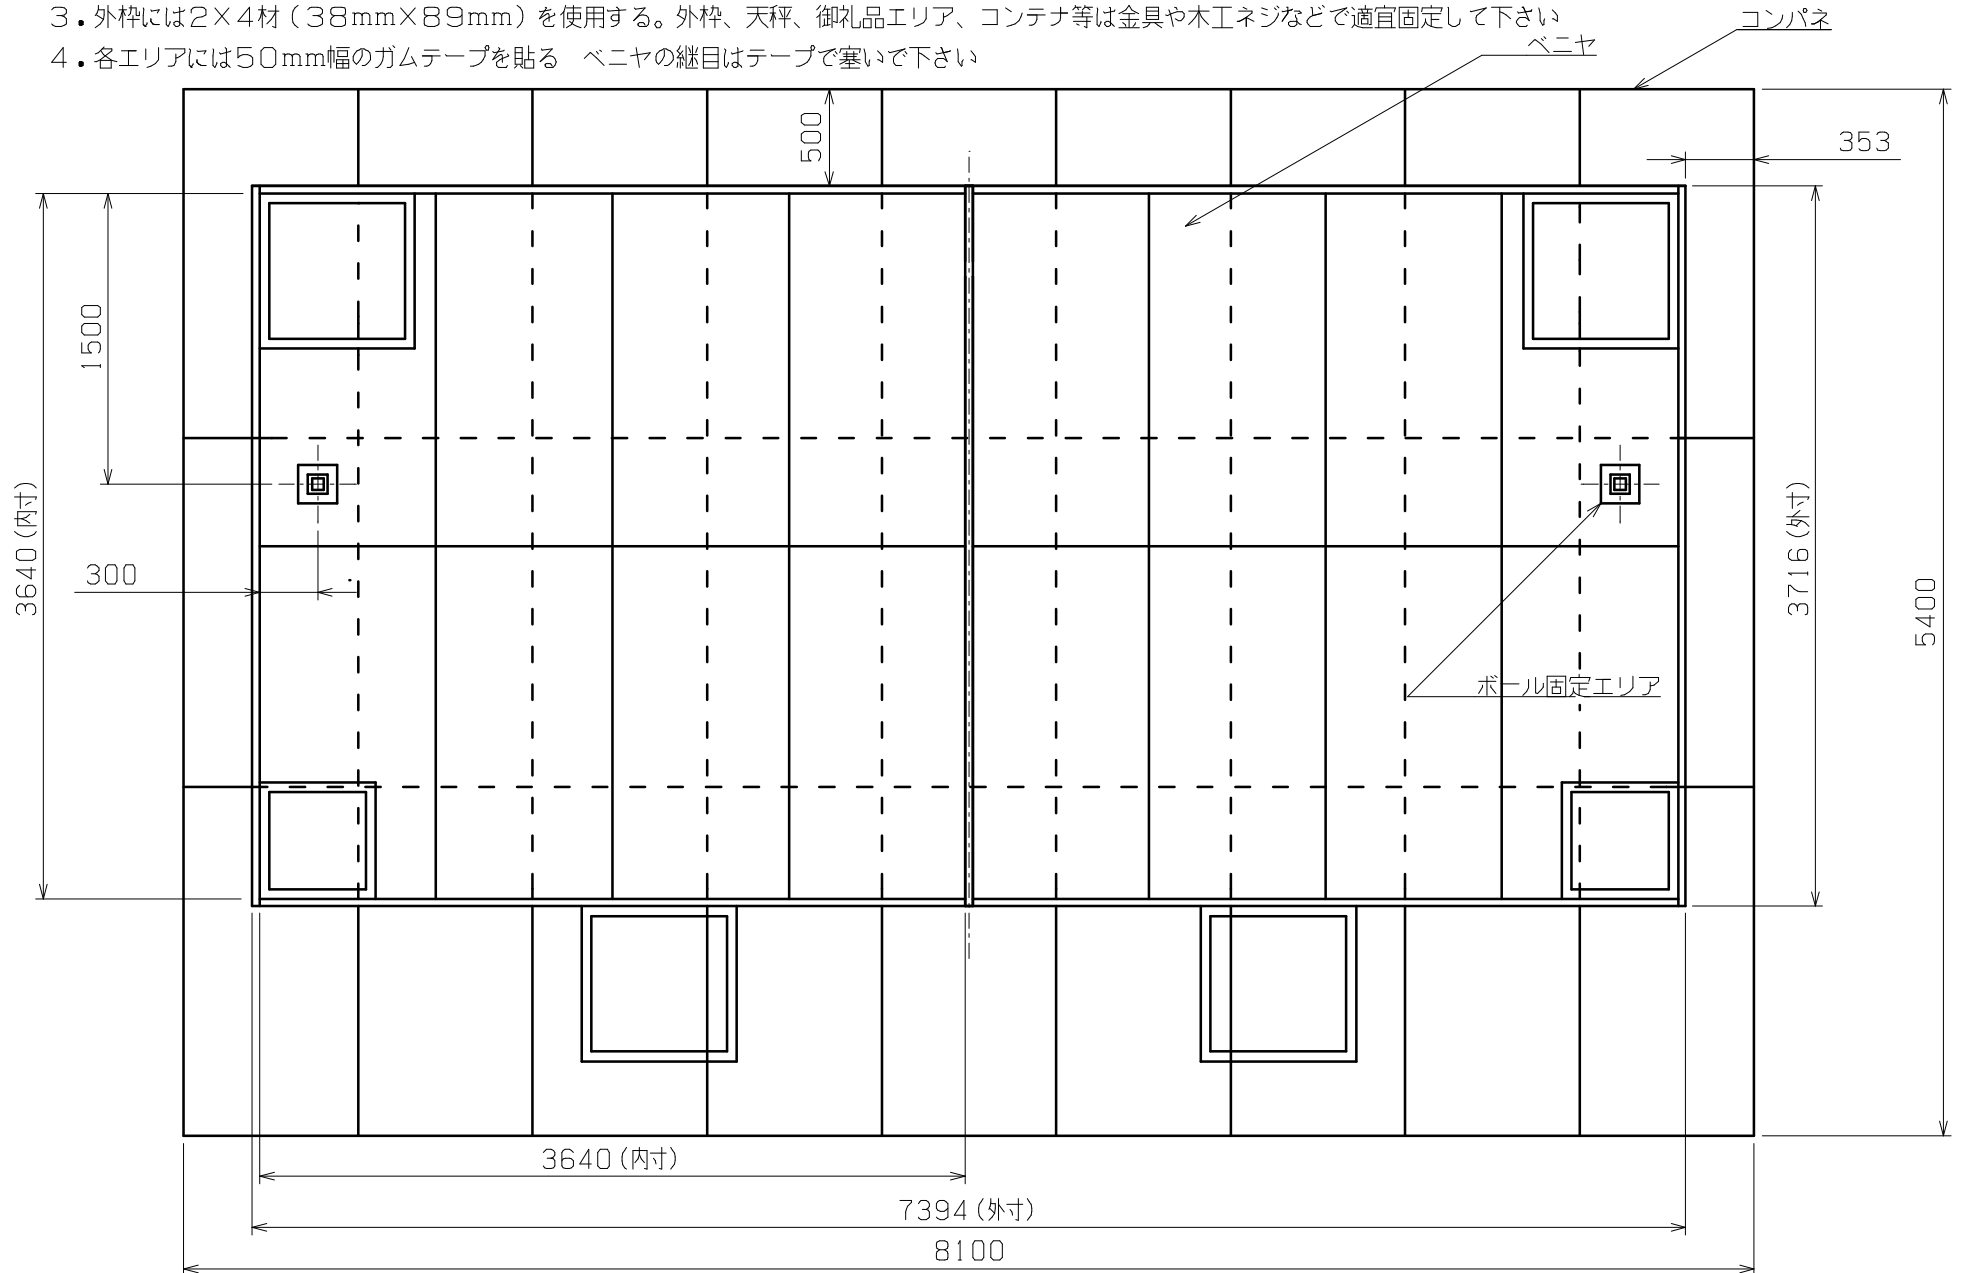 ３．外枠には２×４材（３８ｍｍ×８９ｍｍ）を使用する。外枠、天秤、御礼品エリア、コンテナ等は金具や木工ネジなどで適宜固定して下さい
４．各エリアには５０ｍｍ幅のガムテープを貼る　ベニヤの継目はテープで塞いで下さい
コンパネ
ベニヤ
500
353
1500
3640(内寸)
300
3716(外寸)
5400
ボール固定エリア
3640(内寸)
7394(外寸)
8100